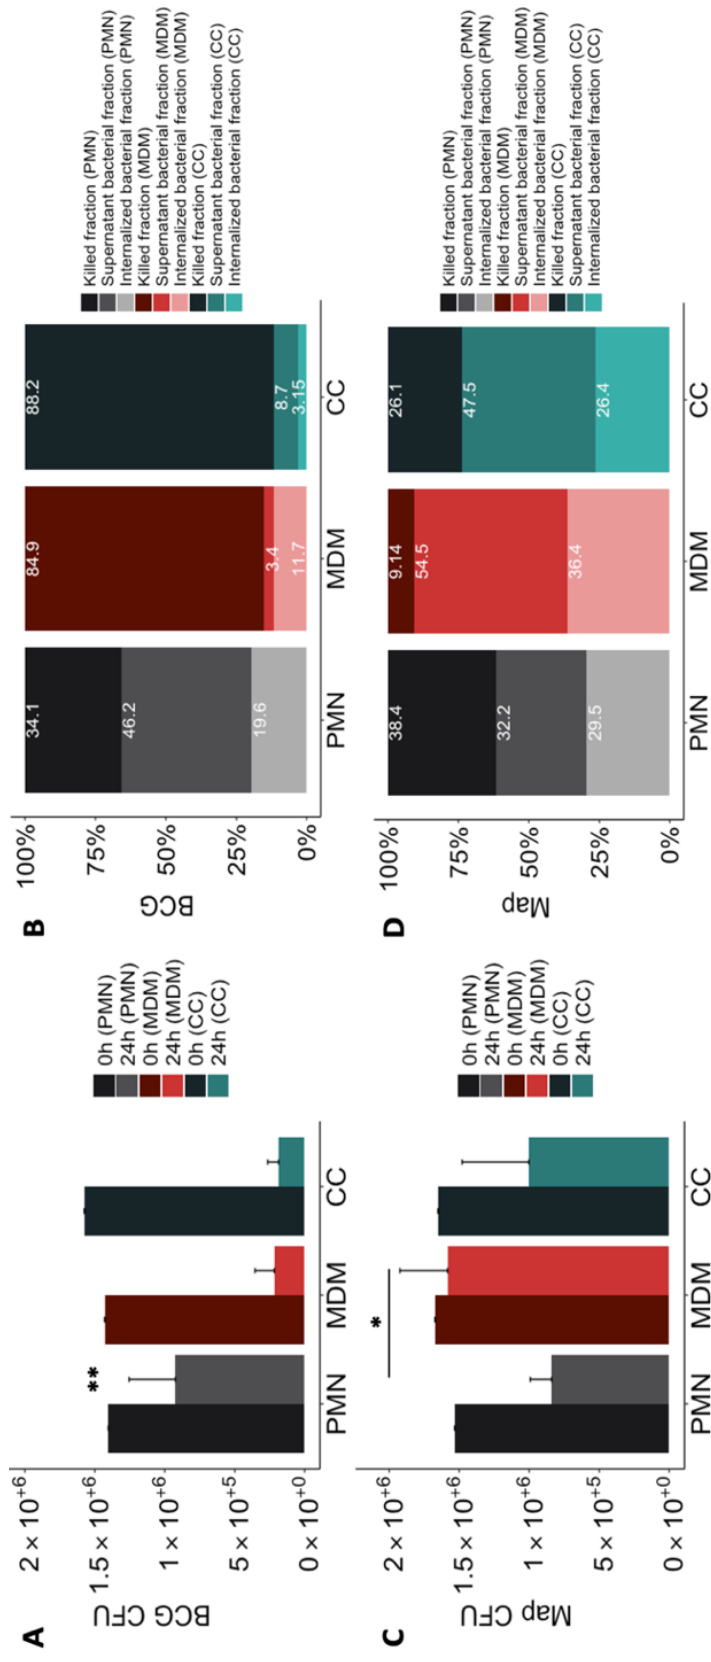 A
BCG CFU
2 × 10+6
1.5 × 10+6
1 × 10+6
5 × 10+5
0 × 10+0
**
PMN
MDM
CC
0h (PMN)
24h (PMN)
0h (MDM)
24h (MDM)
0h (CC)
24h (CC)
B
BCG
100%
75%
50%
25%
0%
34.1
46.2
19.6
84.9
3.4
11.7
88.2
8.7
3.15
PMN
MDM
CC
Killed fraction (PMN)
Supernatant bacterial fraction (PMN)
Internalized bacterial fraction (PMN)
Killed fraction (MDM)
Supernatant bacterial fraction (MDM)
Internalized bacterial fraction (MDM)
Killed fraction (CC)
Supernatant bacterial fraction (CC)
Internalized bacterial fraction (CC)
C
Map CFU
2 × 10+6
1.5 × 10+6
1 × 10+6
5 × 10+5
0 × 10+0
*
PMN
MDM
CC
0h (PMN)
24h (PMN)
0h (MDM)
24h (MDM)
0h (CC)
24h (CC)
D
Map
100%
75%
50%
25%
0%
38.4
32.2
29.5
9.14
54.5
36.4
26.1
47.5
26.4
PMN
MDM
CC
Killed fraction (PMN)
Supernatant bacterial fraction (PMN)
Internalized bacterial fraction (PMN)
Killed fraction (MDM)
Supernatant bacterial fraction (MDM)
Internalized bacterial fraction (MDM)
Killed fraction (CC)
Supernatant bacterial fraction (CC)
Internalized bacterial fraction (CC)